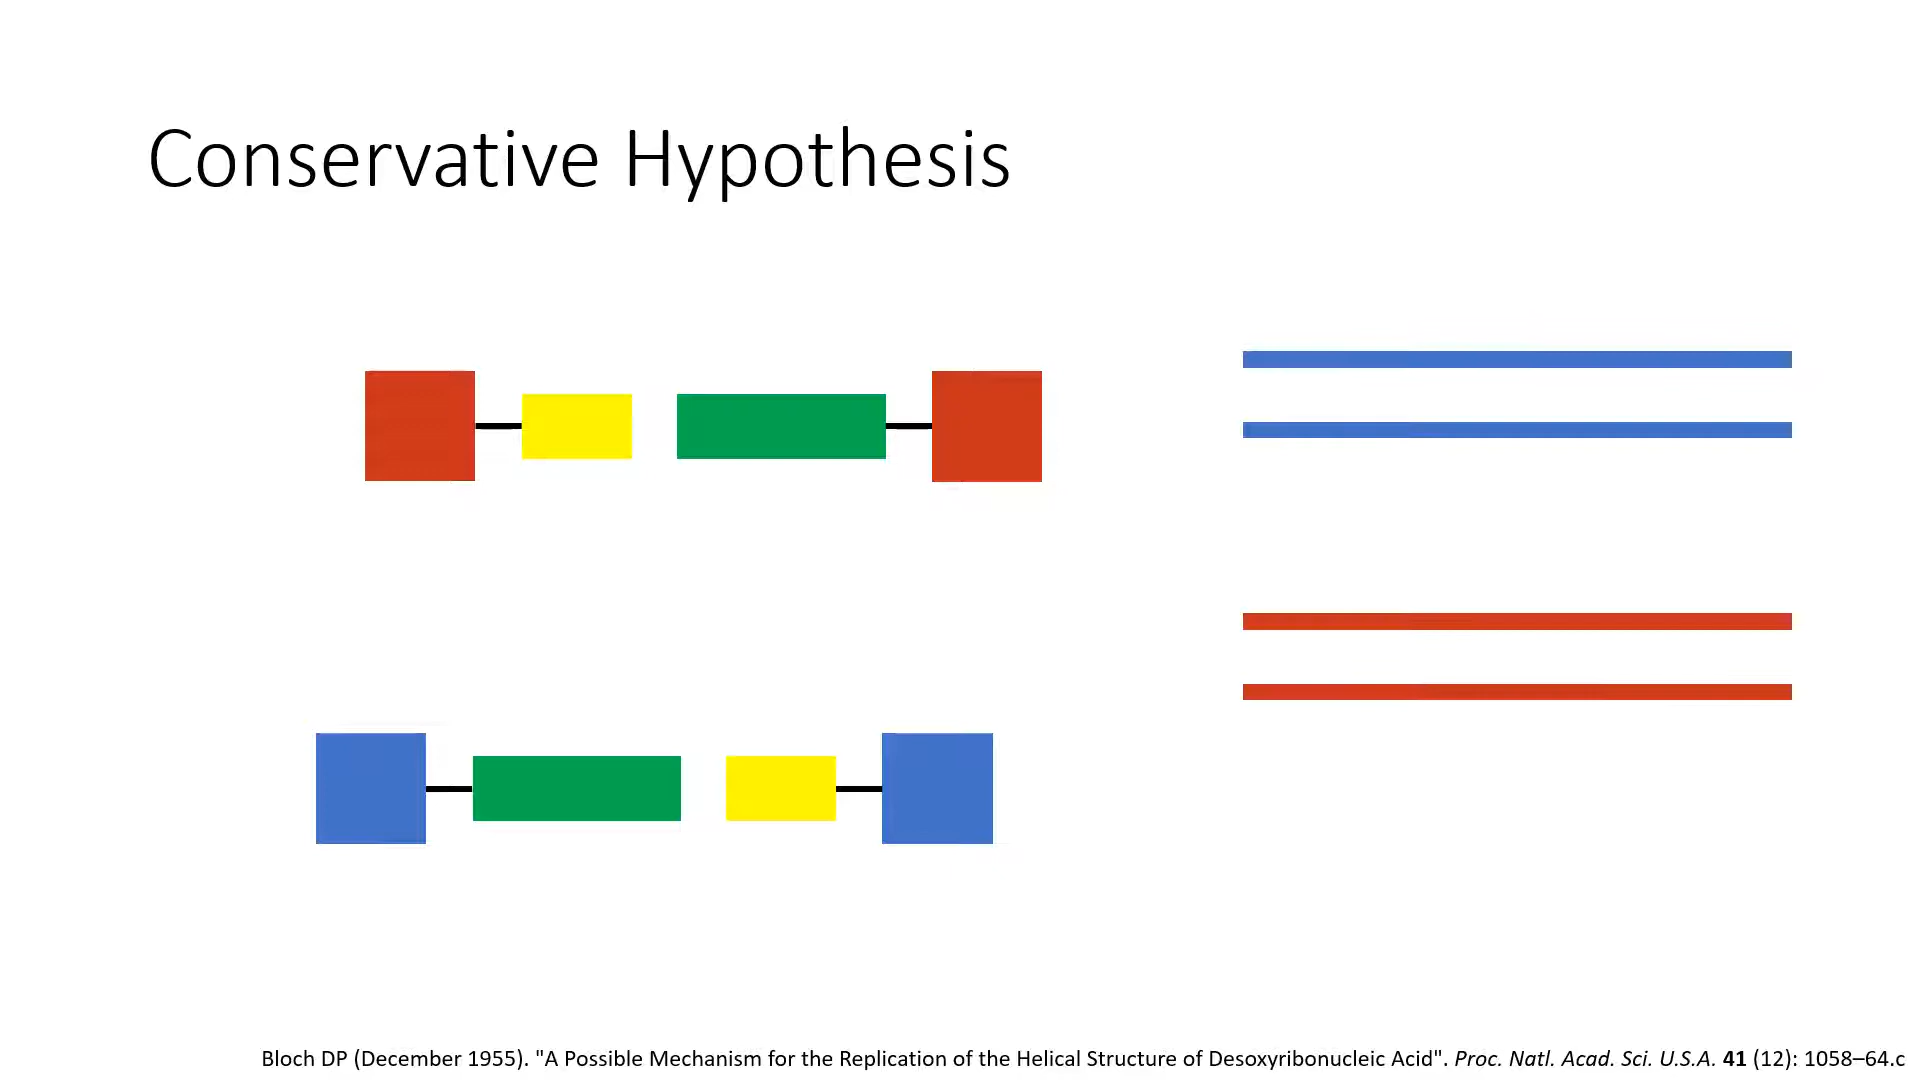 Conservative Hypothesis
Bloch DP (December 1955). "A Possible Mechanism for the Replication of the Helical Structure of Desoxyribonucleic Acid". Proc. Natl. Acad. Sci. U.S.A. 41 (12): 1058–64.c